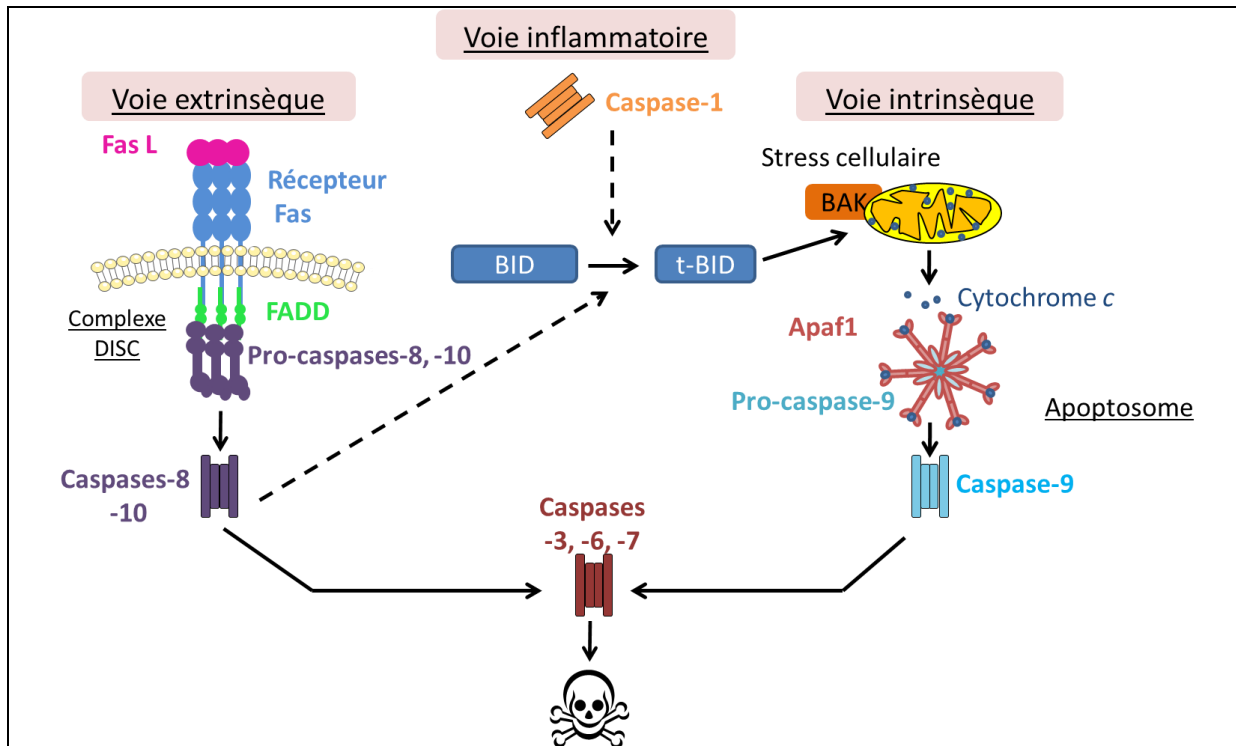 Voie inflammatoire
Voie extrinsèque
Caspase-1
Voie intrinsèque
Fas L
Récepteur
Fas
Stress cellulaire
BAK
BID
t-BID
FADD
Complexe
DISC
Pro-caspases-8, -10
Cytochrome c
Apaf1
Pro-caspase-9
Apoptosome
Caspases-8
-10
Caspase-9
Caspases
-3, -6, -7